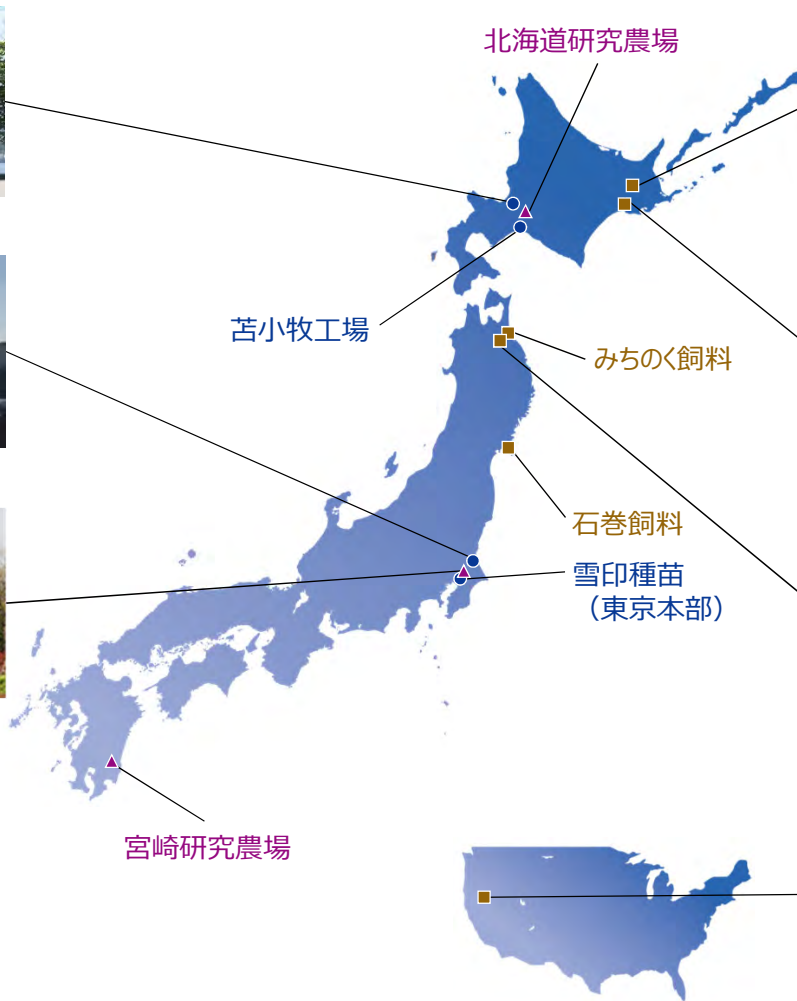 北海道研究農場
苫小牧工場
みちのく飼料
石巻飼料
雪印種苗
（東京本部）
宮崎研究農場